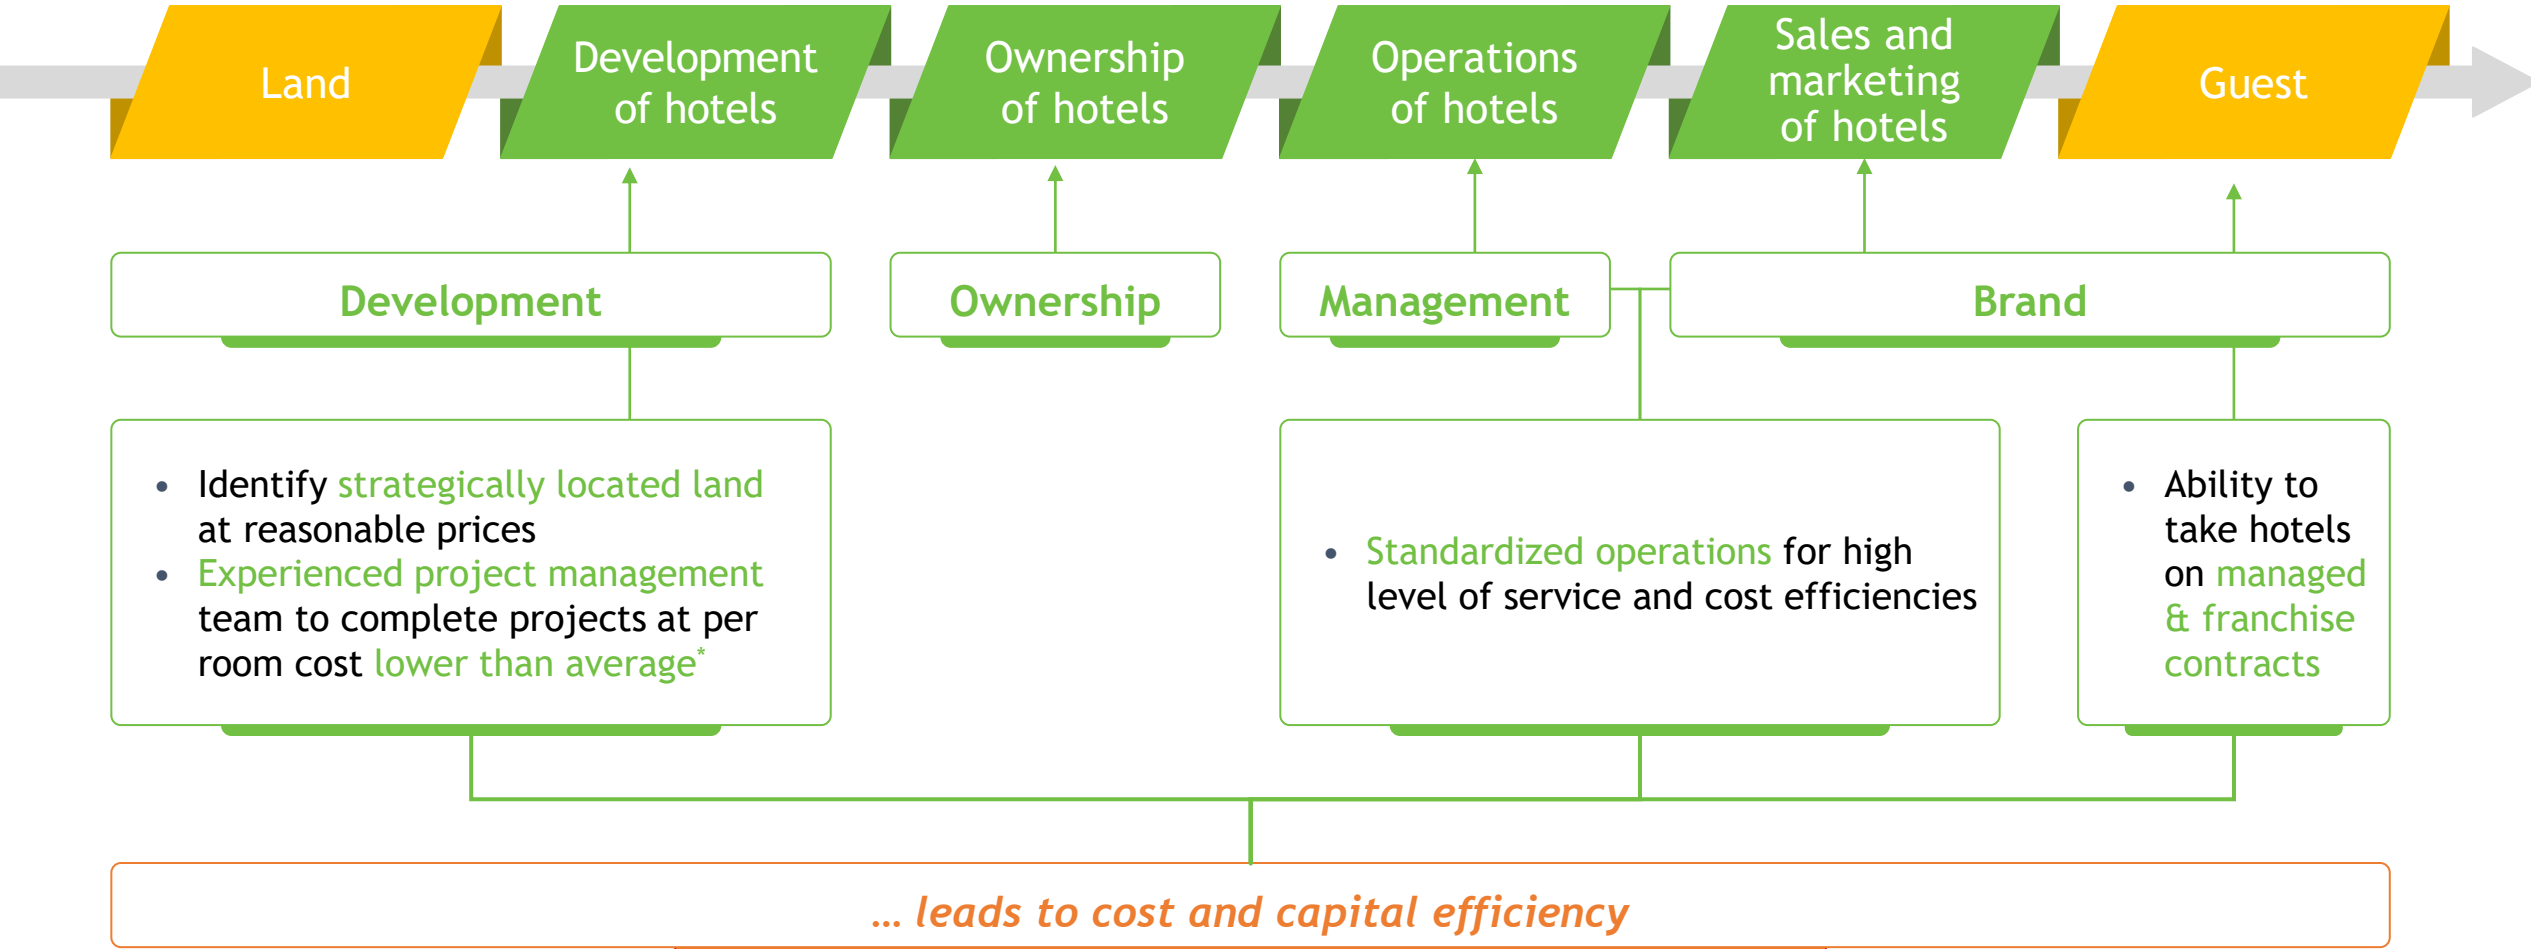 Land
Development
of hotels
Ownership
of hotels
Operations
of hotels
Sales and
marketing
of hotels
Guest
Development
Ownership
Management
Brand
• Identify strategically located land
at reasonable prices
• Experienced project management
team to complete projects at per
room cost lower than average*
• Standardized operations for high
level of service and cost efficiencies
• Ability to
take hotels
on managed
& franchise
contracts
… leads to cost and capital efficiency